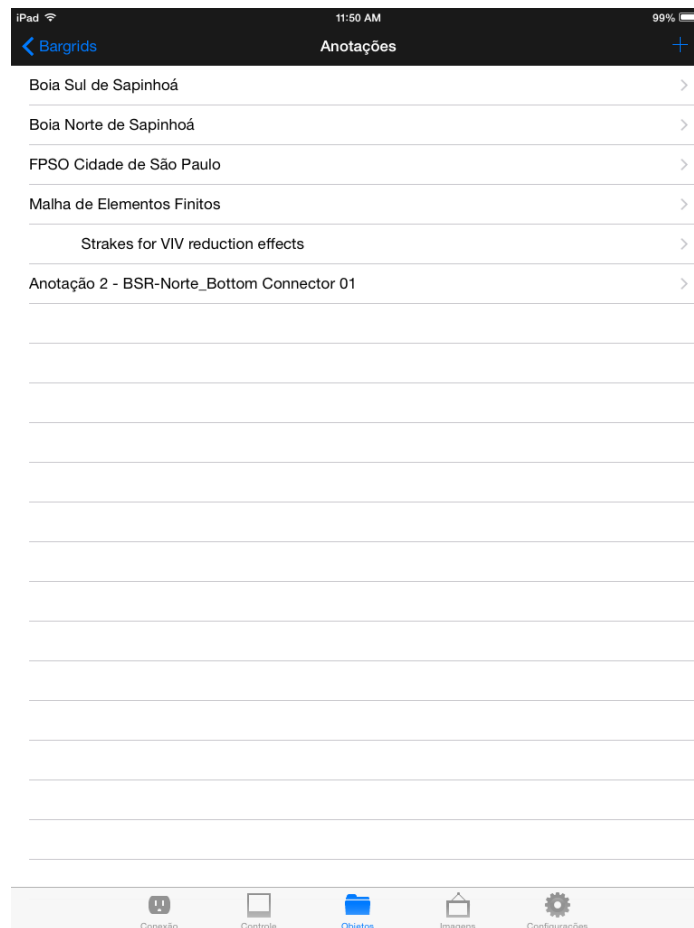 iPad 11:50 AM 99%
Bargrids Anotações +
Boia Sul de Sapinhoá
Boia Norte de Sapinhoá
FPSO Cidade de São Paulo
Malha de Elementos Finitos
Strakes for VIV reduction effects
Anotação 2 - BSR-Norte_Bottom Connector 01
Conexão Controle Objetos Imagens Configurações